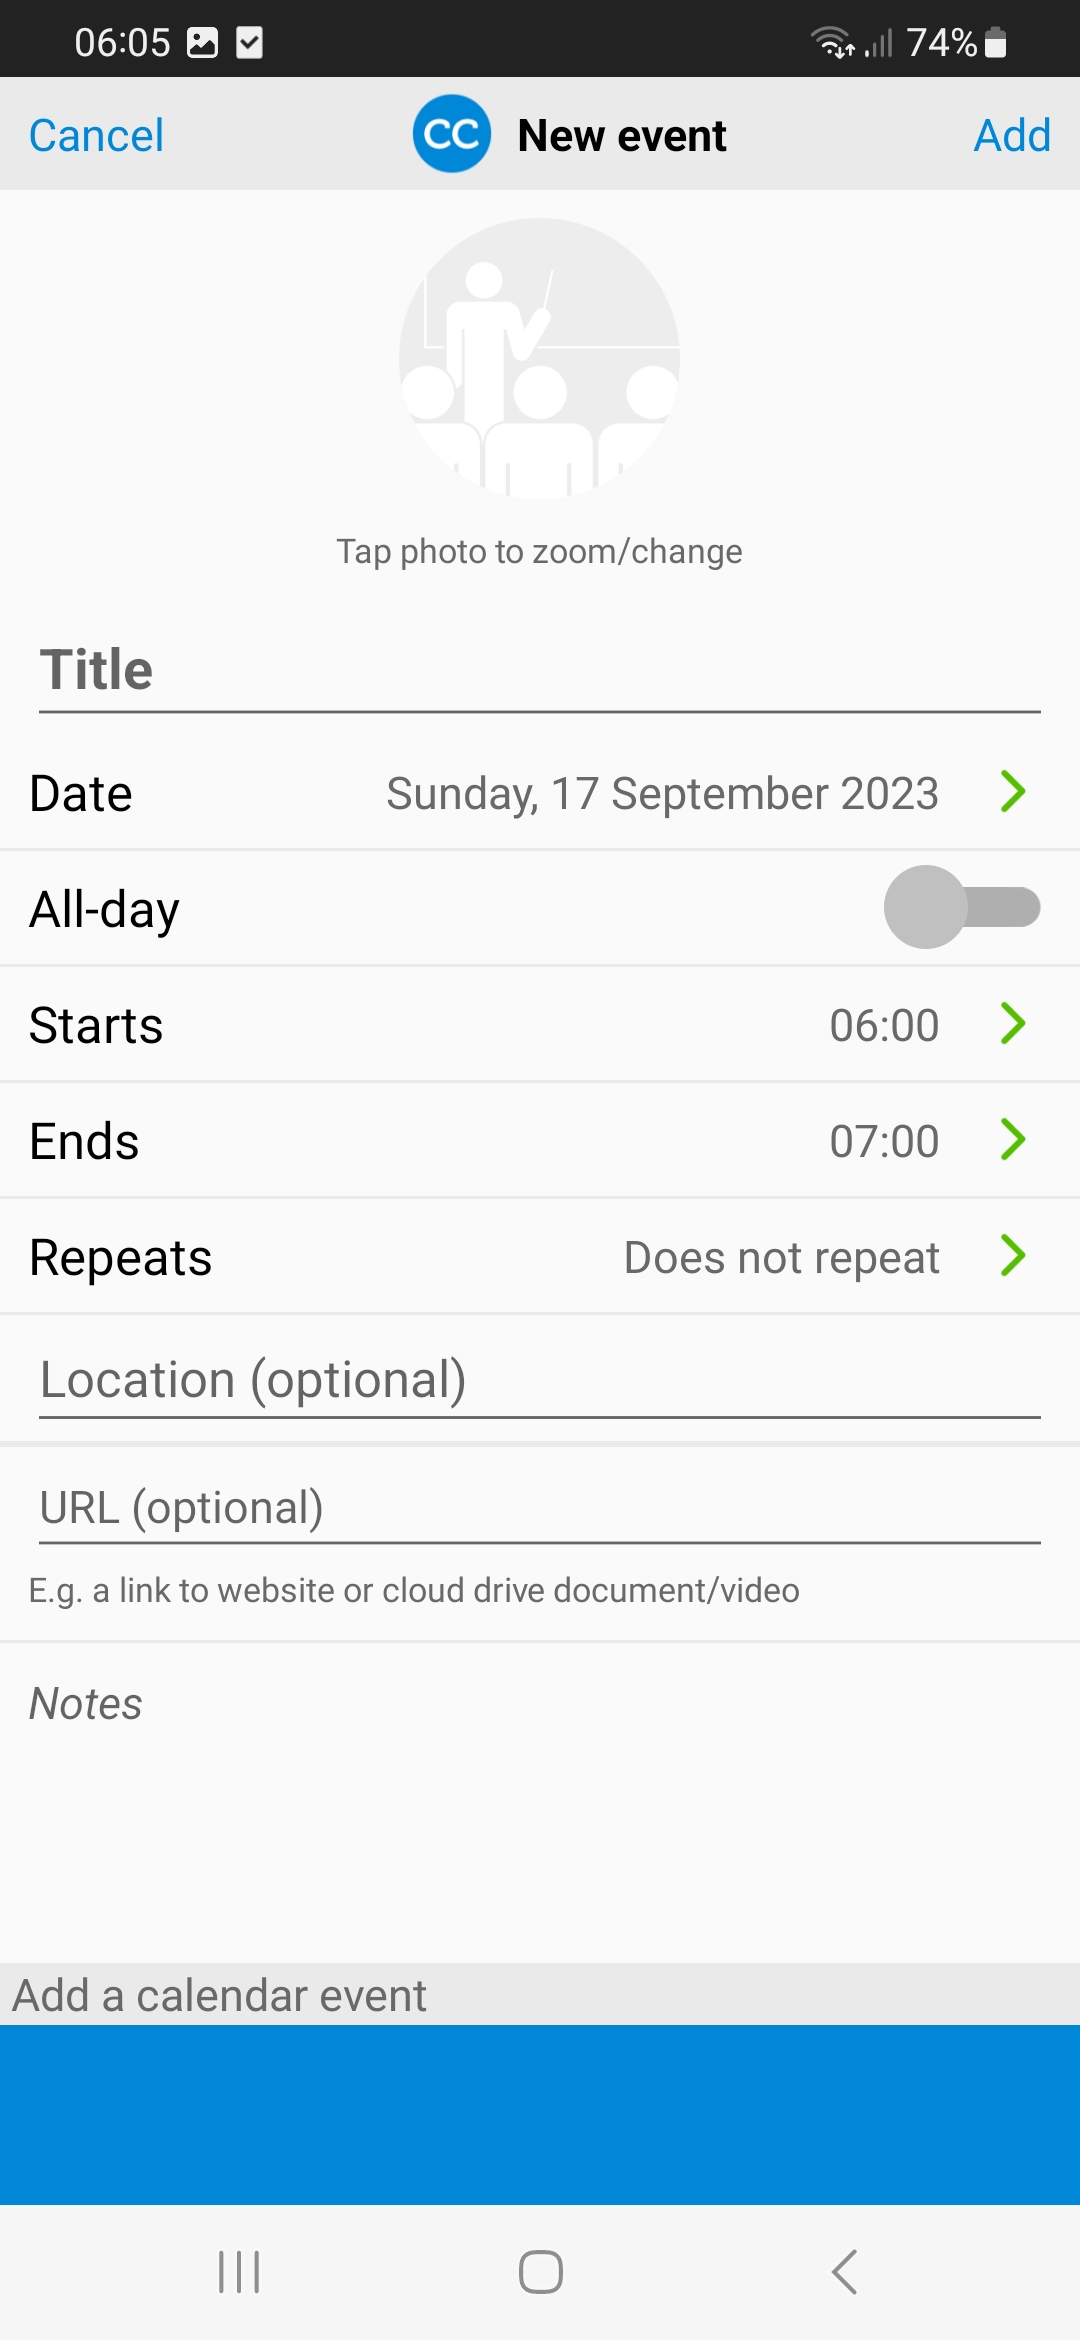 06:05 74%
Cancel CC New event Add
Tap photo to zoom/change
Title
Date Sunday, 17 September 2023
All-day
Starts 06:00
Ends 07:00
Repeats Does not repeat
Location (optional)
URL (optional)
E.g. a link to website or cloud drive document/video
Notes
Add a calendar event